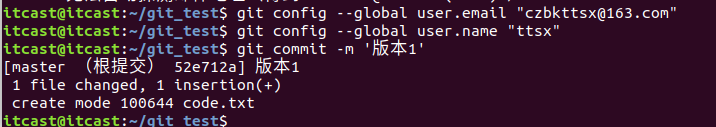 itcast@itcast:~/git_test$ git config --global user.email "czbkttsx@163.com"
itcast@itcast:~/git_test$ git config --global user.name "ttsx"
itcast@itcast:~/git_test$ git commit -m '版本1'
[master （根提交） 52e712a] 版本1
 1 file changed, 1 insertion(+)
 create mode 100644 code.txt
itcast@itcast:~/git_test$